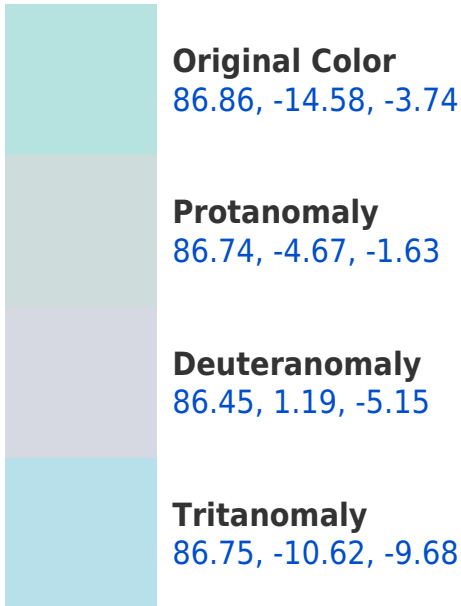 Original Color
86.86, -14.58, -3.74
Protanomaly
86.74, -4.67, -1.63
Deuteranomaly
86.45, 1.19, -5.15
Tritanomaly
86.75, -10.62, -9.68